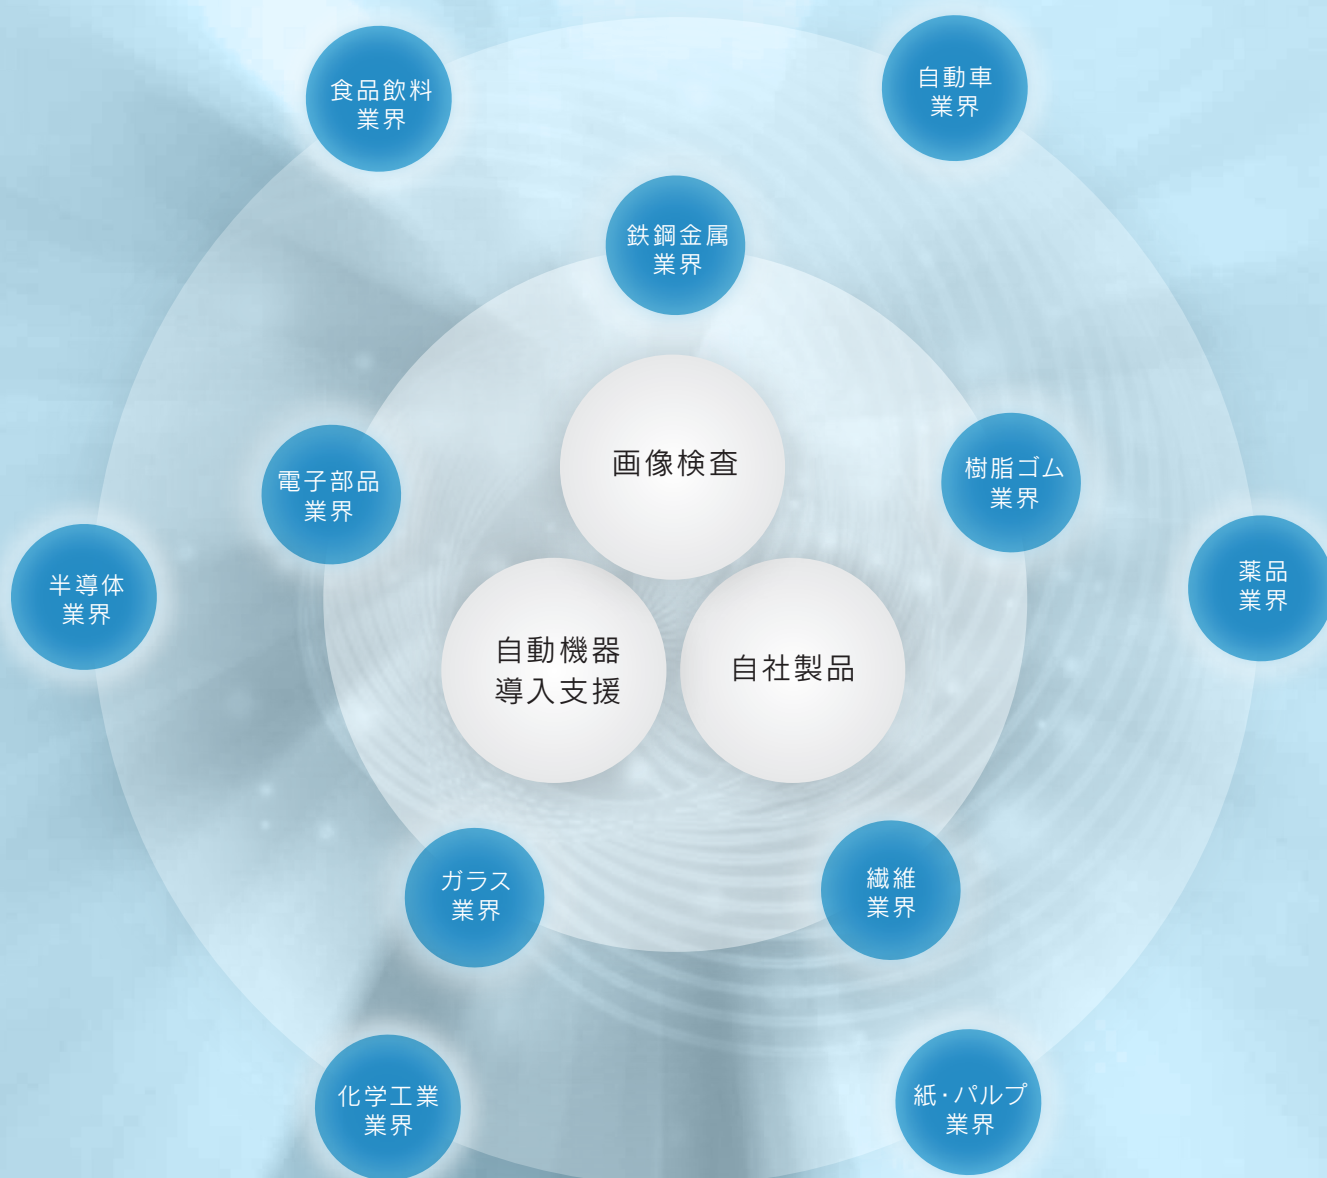 食品飲料
業界
自動車
業界
鉄鋼金属
業界
画像検査
電子部品
業界
樹脂ゴム
業界
半導体
業界
薬品
業界
自動機器
導入支援
自社製品
ガラス
業界
繊維
業界
化学工業
業界
紙・パルプ
業界